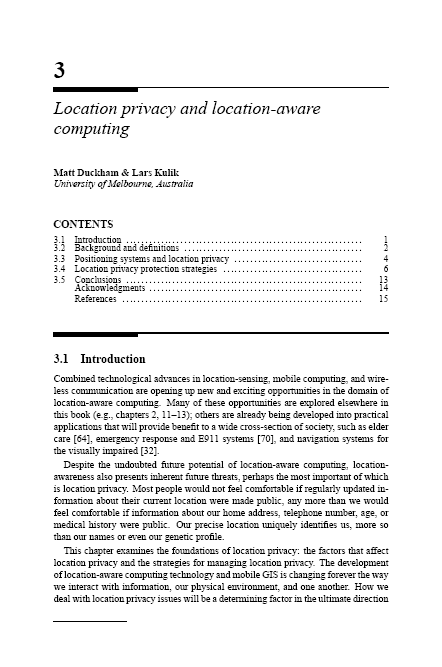 3
Location privacy and location-aware
computing
Matt Duckham & Lars Kulik
University of Melbourne, Australia
CONTENTS
3.1 Introduction ............................................................ 1
3.2 Background and definitions ............................................. 2
3.3 Positioning systems and location privacy ................................ 4
3.4 Location privacy protection strategies .................................. 6
3.5 Conclusions ............................................................ 13
Acknowledgments ...................................................... 14
References ............................................................ 15
3.1 Introduction
Combined technological advances in location-sensing, mobile computing, and wire-
less communication are opening up new and exciting opportunities in the domain of
location-aware computing. Many of these opportunities are explored elsewhere in
this book (e.g., chapters 2, 11–13); others are already being developed into practical
applications that will provide benefit to a wide cross-section of society, such as elder
care [64], emergency response and E911 systems [70], and navigation systems for
the visually impaired [32].
Despite the undoubted future potential of location-aware computing, location-
awareness also presents inherent future threats, perhaps the most important of which
is location privacy. Most people would not feel comfortable if regularly updated in-
formation about their current location were made public, any more than we would
feel comfortable if information about our home address, telephone number, age, or
medical history were public. Our precise location uniquely identifies us, more so
than our names or even our genetic profile.
This chapter examines the foundations of location privacy: the factors that affect
location privacy and the strategies for managing location privacy. The development
of location-aware computing technology and mobile GIS is changing forever the way
we interact with information, our physical environment, and one another. How we
deal with location privacy issues will be a determining factor in the ultimate direction